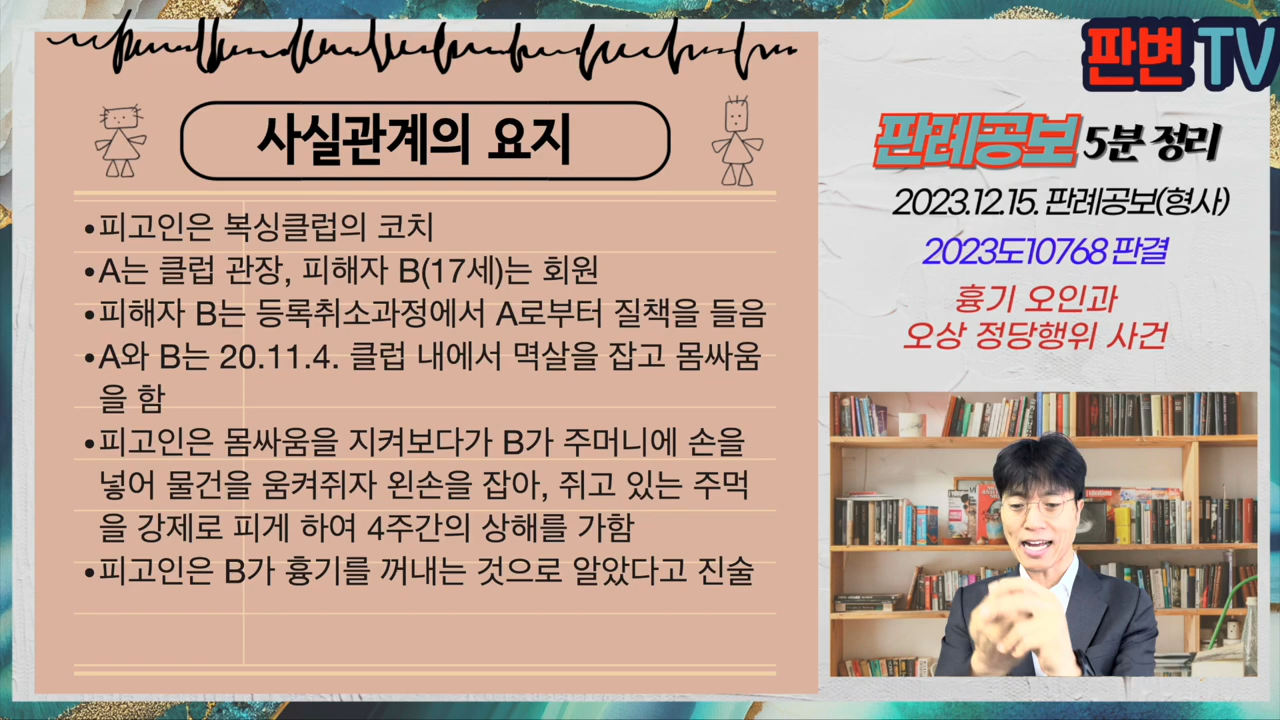 사실관계의 요지
•피고인은 복싱클럽의 코치
•A는 클럽 관장, 피해자 B(17세)는 회원
•피해자 B는 등록취소과정에서 A로부터 질책을 들음
•A와 B는 20.11.4. 클럽 내에서 멱살을 잡고 몸싸움
을 함
•피고인은 몸싸움을 지켜보다가 B가 주머니에 손을
넣어 물건을 움켜쥐자 왼손을 잡아, 쥐고 있는 주먹
을 강제로 피게 하여 4주간의 상해를 가함
•피고인은 B가 흉기를 꺼내는 것으로 알았다고 진술
판변 TV
판례공보 5분 정리
2023.12.15. 판례공보(형사)
2023도10768 판결
흉기 오인과
오상 정당행위 사건